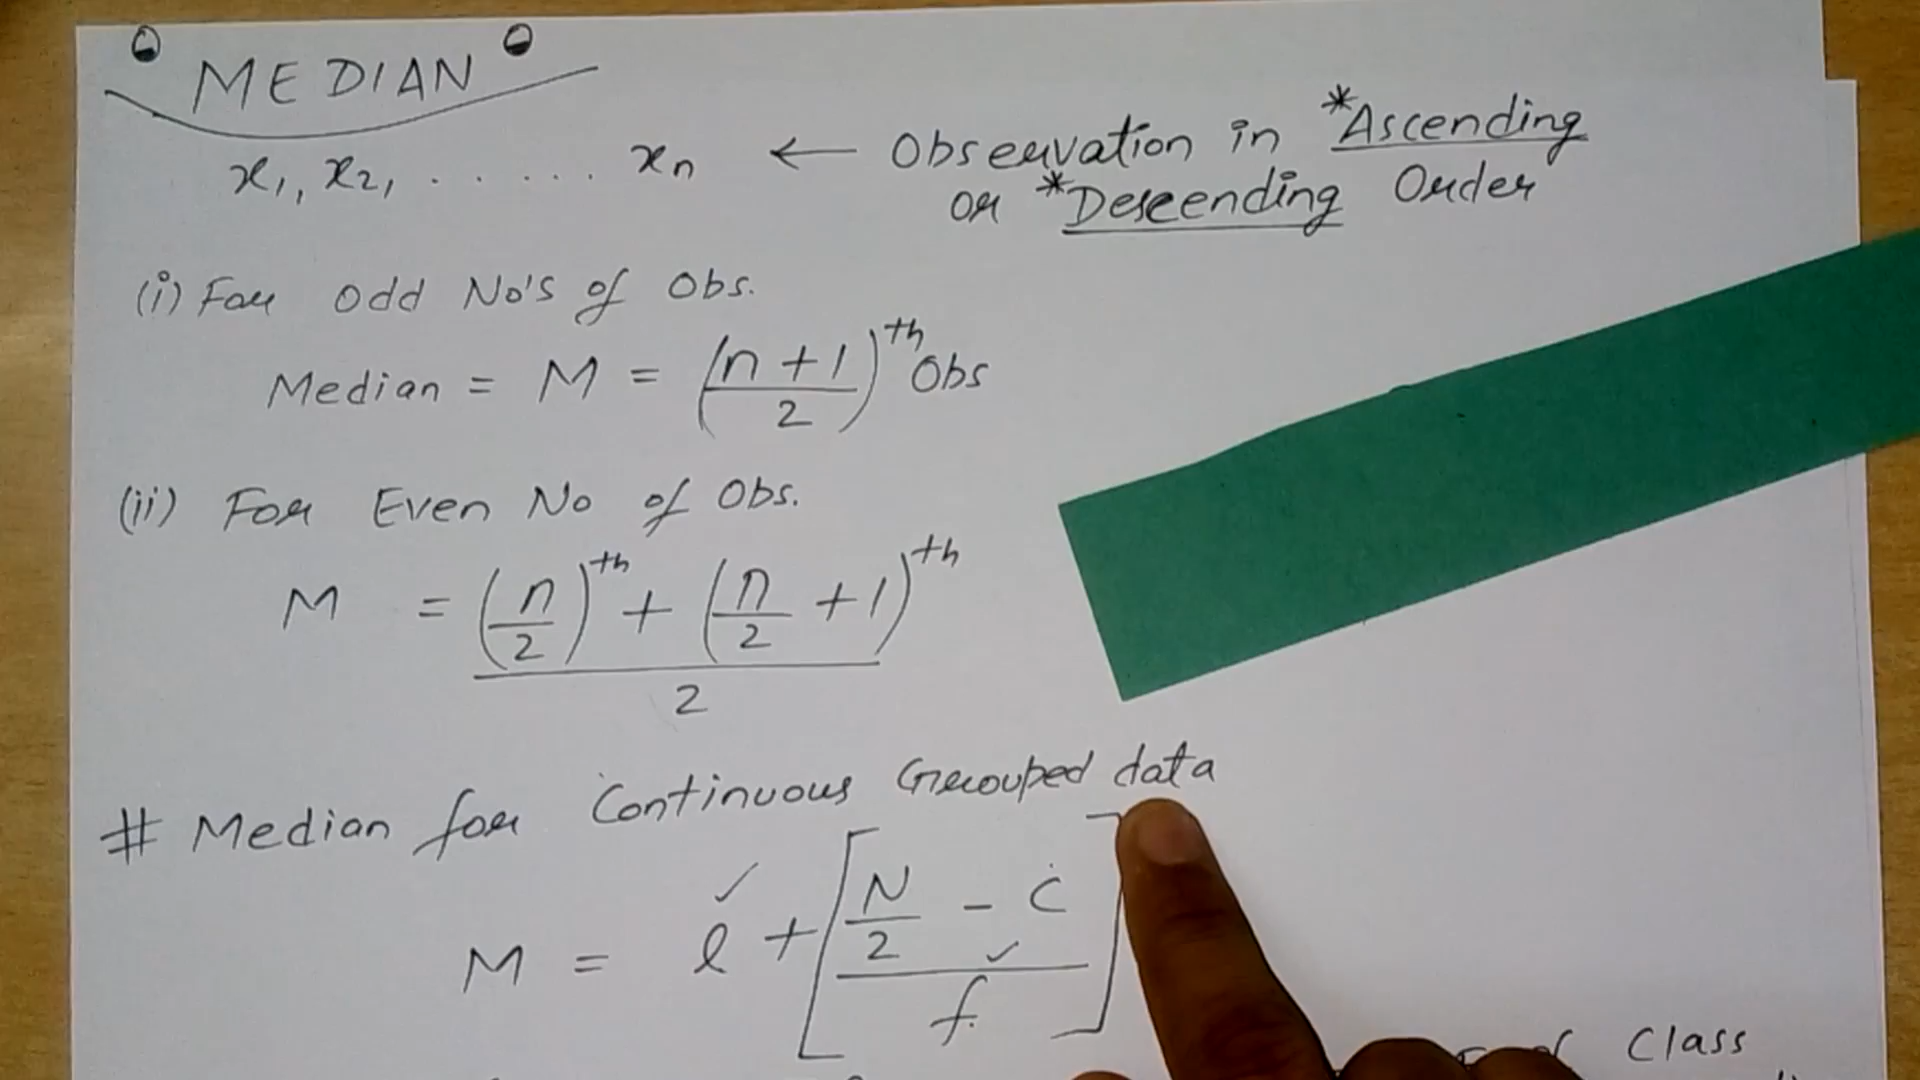 MEDIAN
x₁, x₂, . . . . . . xₙ ← Observation in *Ascending
or *Descending Order
(i) For odd No's of Obs.
Median = M = ((n+1)/2)^th Obs
(ii) For Even No of Obs.
M = ((n/2)^th + (n/2 + 1)^th)/2
# Median for Continuous Grouped data
M = l + [(N/2 - C)/f]
of Class